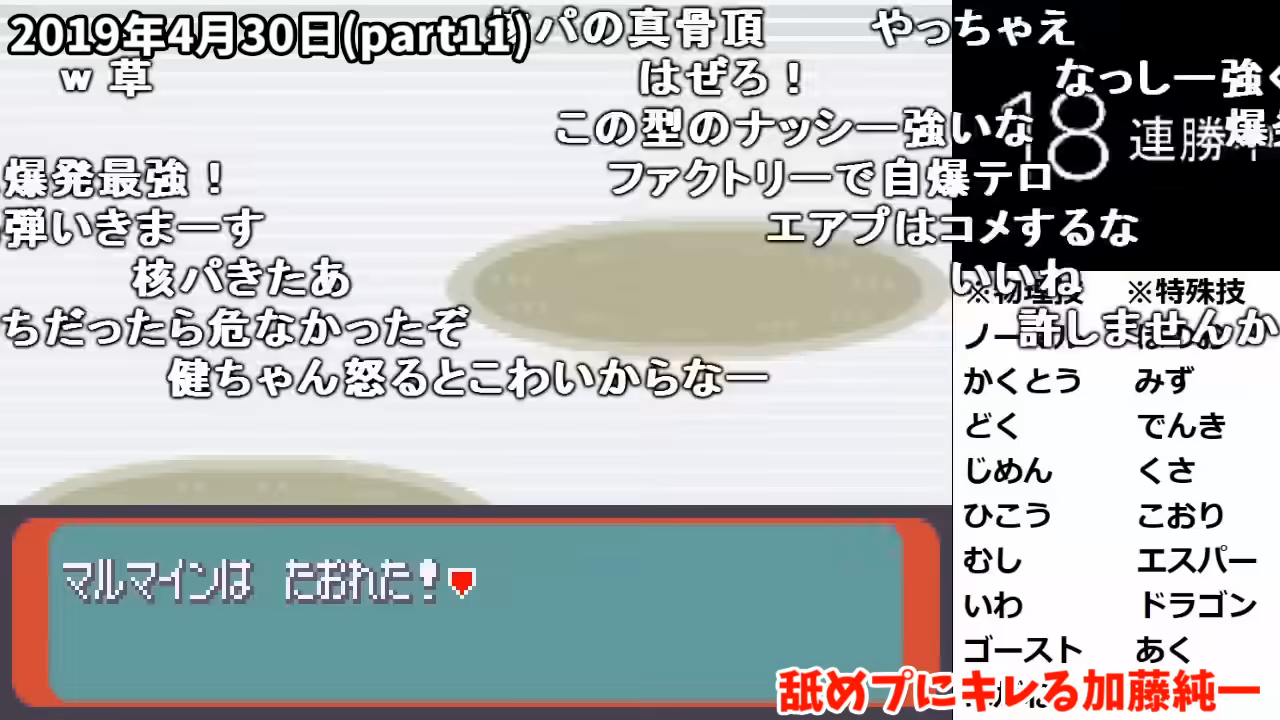 2019年4月30日(part11)
パの真骨頂
やっちゃえ
w 草
はぜろ！
なっしー強く
この型のナッシー強いな
18 連勝中
爆発最強！
ファクトリーで自爆テロ
弾いきまーす
エアプはコメするな
核パきたあ
いいね
※物理技 ※特殊技
ちだったら危なかったぞ
許しませんか
健ちゃん怒るとこわいからなー
かくとう みず
どく でんき
じめん くさ
ひこう こおり
むし エスパー
いわ ドラゴン
ゴースト あく
マルマインは たおれた！
舐めプにキレる加藤純一